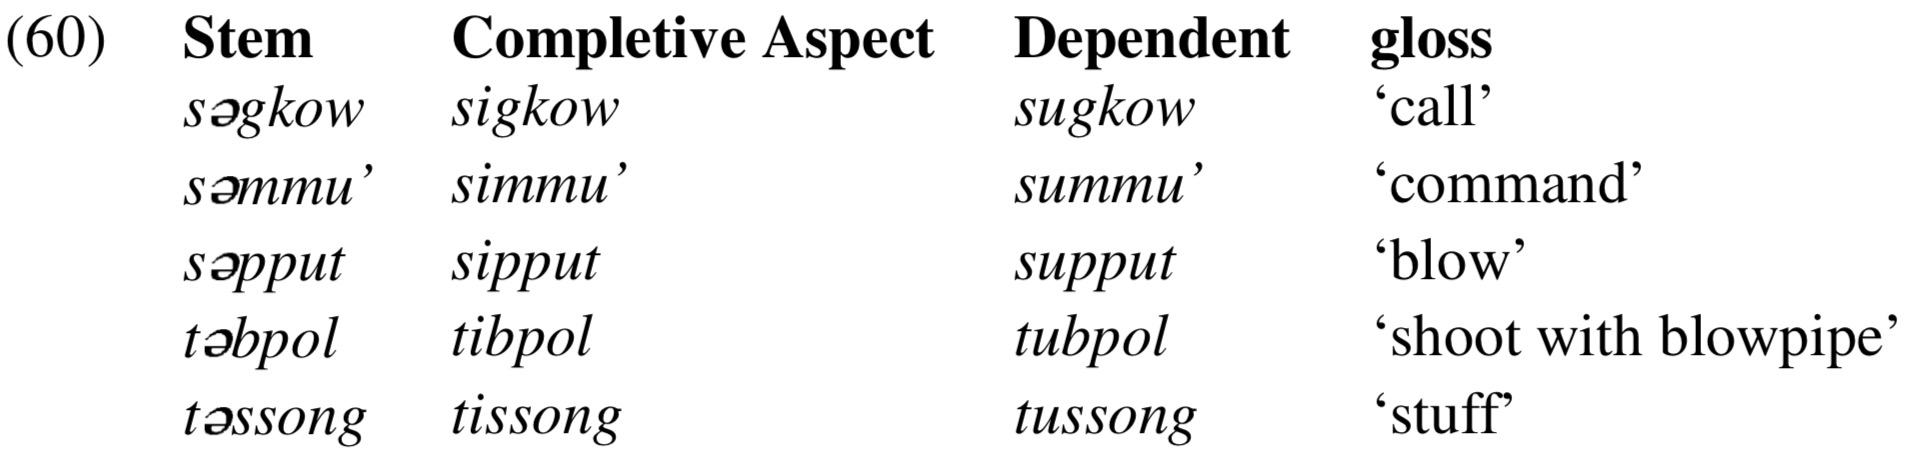 (60) Stem Completive Aspect Dependent gloss
səgkow sigkow sugkow ‘call’
səmmu’ simmu’ summu’ ‘command’
səpput sipput supput ‘blow’
təbpol tibpol tubpol ‘shoot with blowpipe’
təssong tissong tussong ‘stuff’